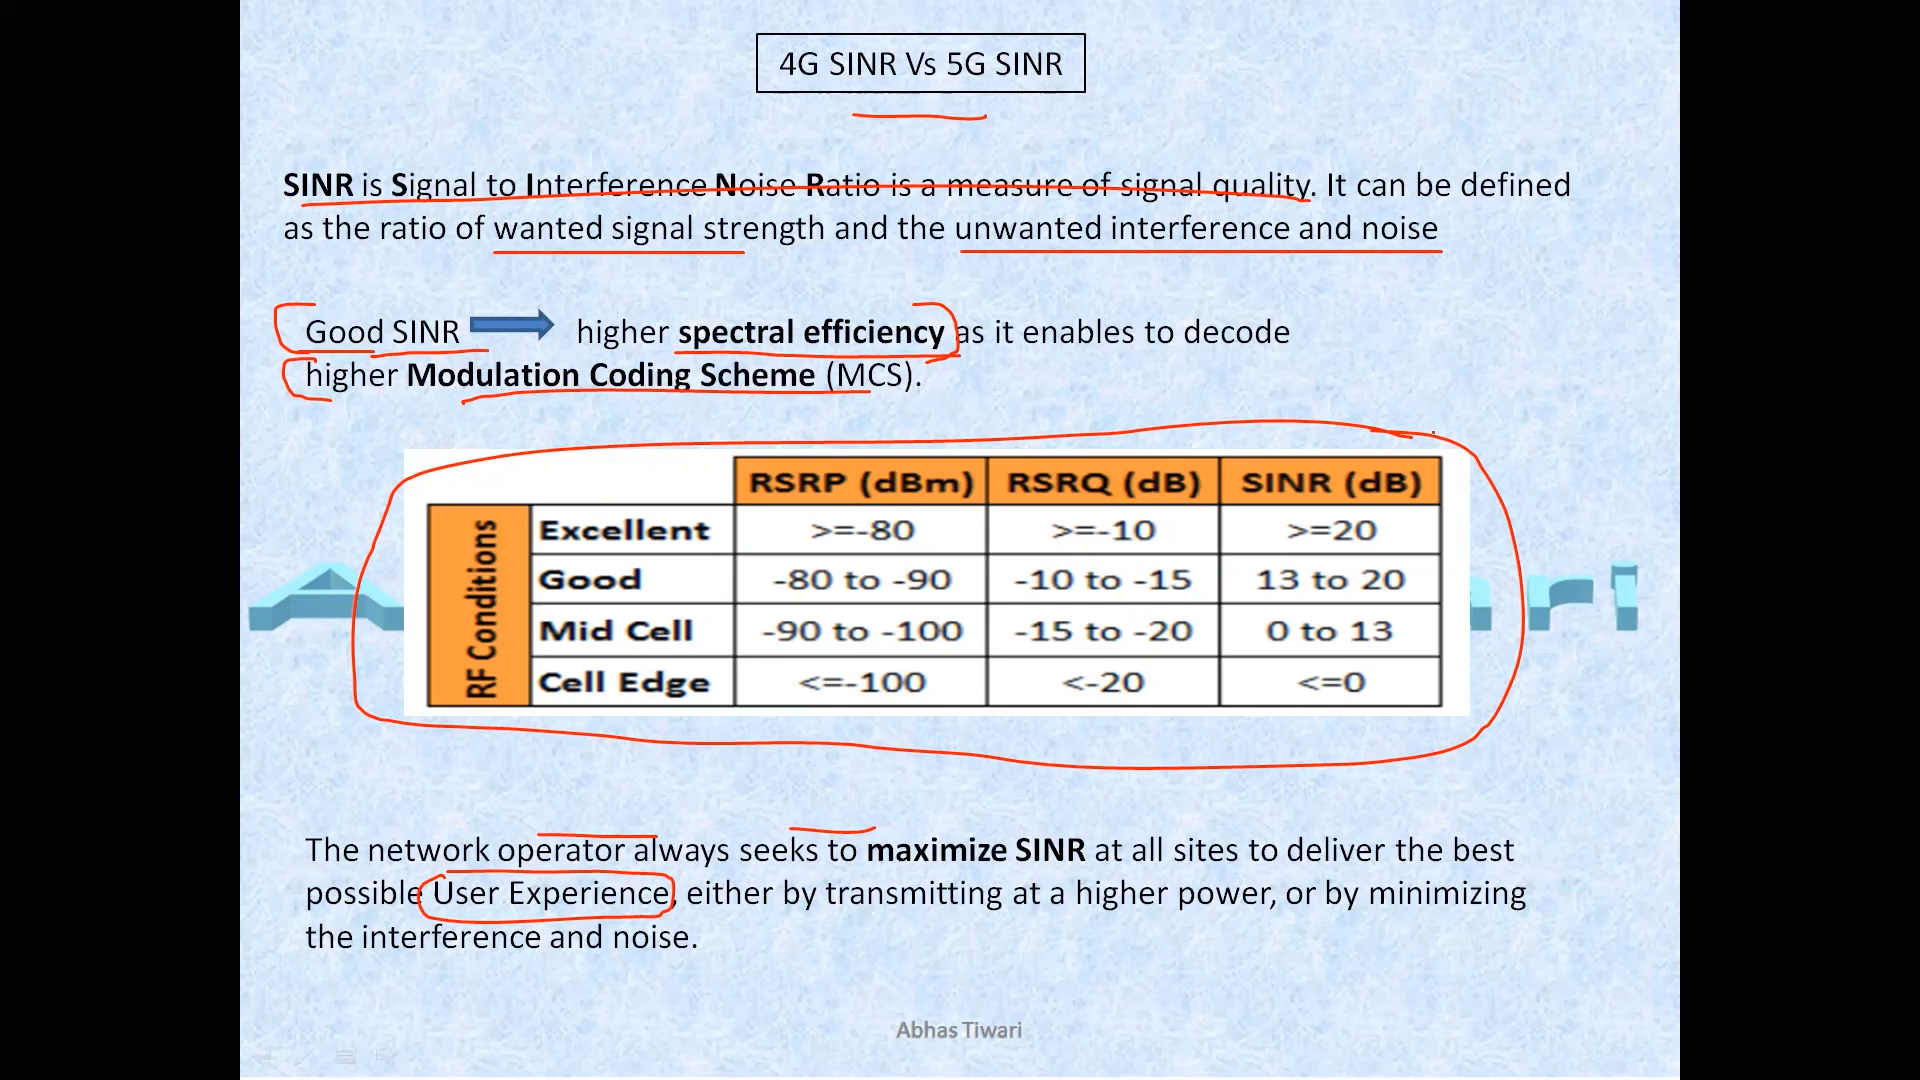 4G SINR Vs 5G SINR
SINR is Signal to Interference Noise Ratio is a measure of signal quality. It can be defined
as the ratio of wanted signal strength and the unwanted interference and noise
Good SINR higher spectral efficiency as it enables to decode
higher Modulation Coding Scheme (MCS).
RSRP (dBm) RSRQ (dB) SINR (dB)
RF Conditions
Excellent >=-80 >=-10 >=20
Good -80 to -90 -10 to -15 13 to 20
Mid Cell -90 to -100 -15 to -20 0 to 13
Cell Edge <=-100 <-20 <=0
The network operator always seeks to maximize SINR at all sites to deliver the best
possible User Experience, either by transmitting at a higher power, or by minimizing
the interference and noise.
Abhas Tiwari